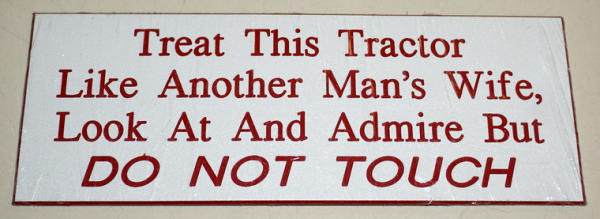 Treat This Tractor
Like Another Man's Wife,
Look At And Admire But
DO NOT TOUCH